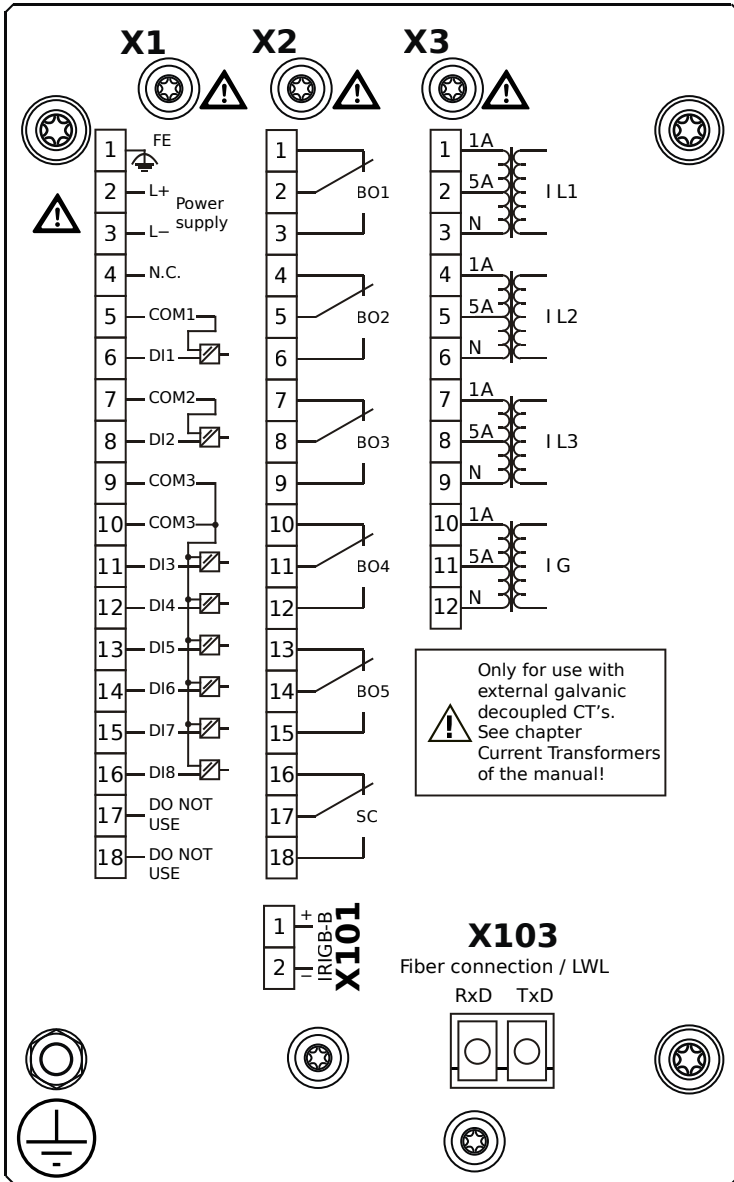 X1
X2
X3
1 FE
2 L+
Power
supply
3 L−
4 N.C.
5 COM1
6 DI1
7 COM2
8 DI2
9 COM3
10 COM3
11 DI3
12 DI4
13 DI5
14 DI6
15 DI7
16 DI8
17 DO NOT
USE
18 DO NOT
USE
1
2 BO1
3
4
5 BO2
6
7
8 BO3
9
10
11 BO4
12
13
14 BO5
15
16
17 SC
18
1 1A
2 5A I L1
3 N
4 1A
5 5A I L2
6 N
7 1A
8 5A I L3
9 N
10 1A
11 5A I G
12 N
Only for use with
external galvanic
decoupled CT's.
See chapter
Current Transformers
of the manual!
1 +
2 −
IRIGB-B
X101
X103
Fiber connection / LWL
RxD TxD